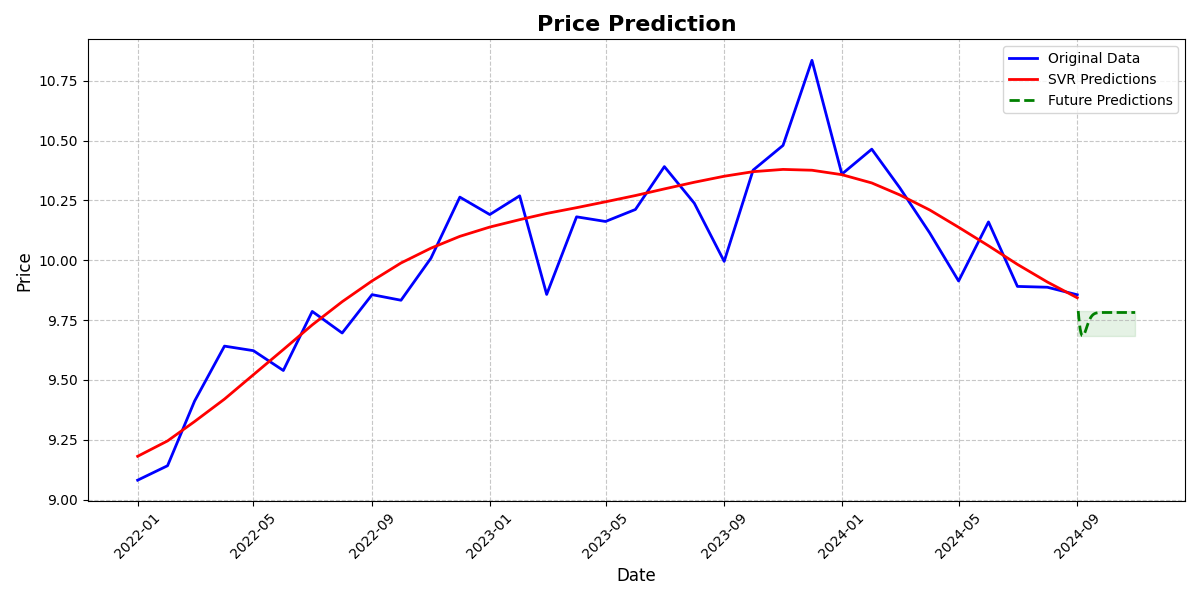 Price Prediction
Original Data
SVR Predictions
Future Predictions
Price
10.75
10.50
10.25
10.00
9.75
9.50
9.25
9.00
2022-01
2022-05
2022-09
2023-01
2023-05
2023-09
2024-01
2024-05
2024-09
Date